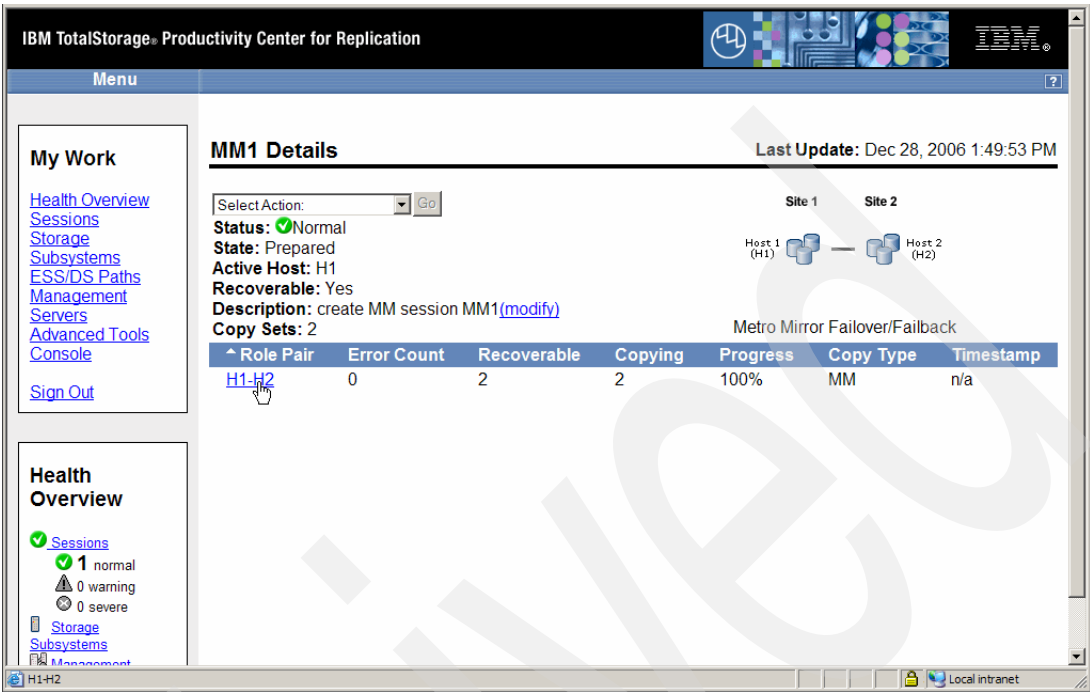 IBM TotalStorage® Productivity Center for Replication
IBM®
Menu
?
My Work
Health Overview
Sessions
Storage
Subsystems
ESS/DS Paths
Management
Servers
Advanced Tools
Console
Sign Out
Health
Overview
Sessions
1 normal
0 warning
0 severe
Storage
Subsystems
Management
MM1 Details
Last Update: Dec 28, 2006 1:49:53 PM
Select Action:
Go
Status: Normal
State: Prepared
Active Host: H1
Recoverable: Yes
Description: create MM session MM1(modify)
Copy Sets: 2
Site 1 Site 2
Host 1
(H1)
Host 2
(H2)
Metro Mirror Failover/Failback
Role Pair Error Count Recoverable Copying Progress Copy Type Timestamp
H1-H2 0 2 2 100% MM n/a
H1-H2
Local intranet